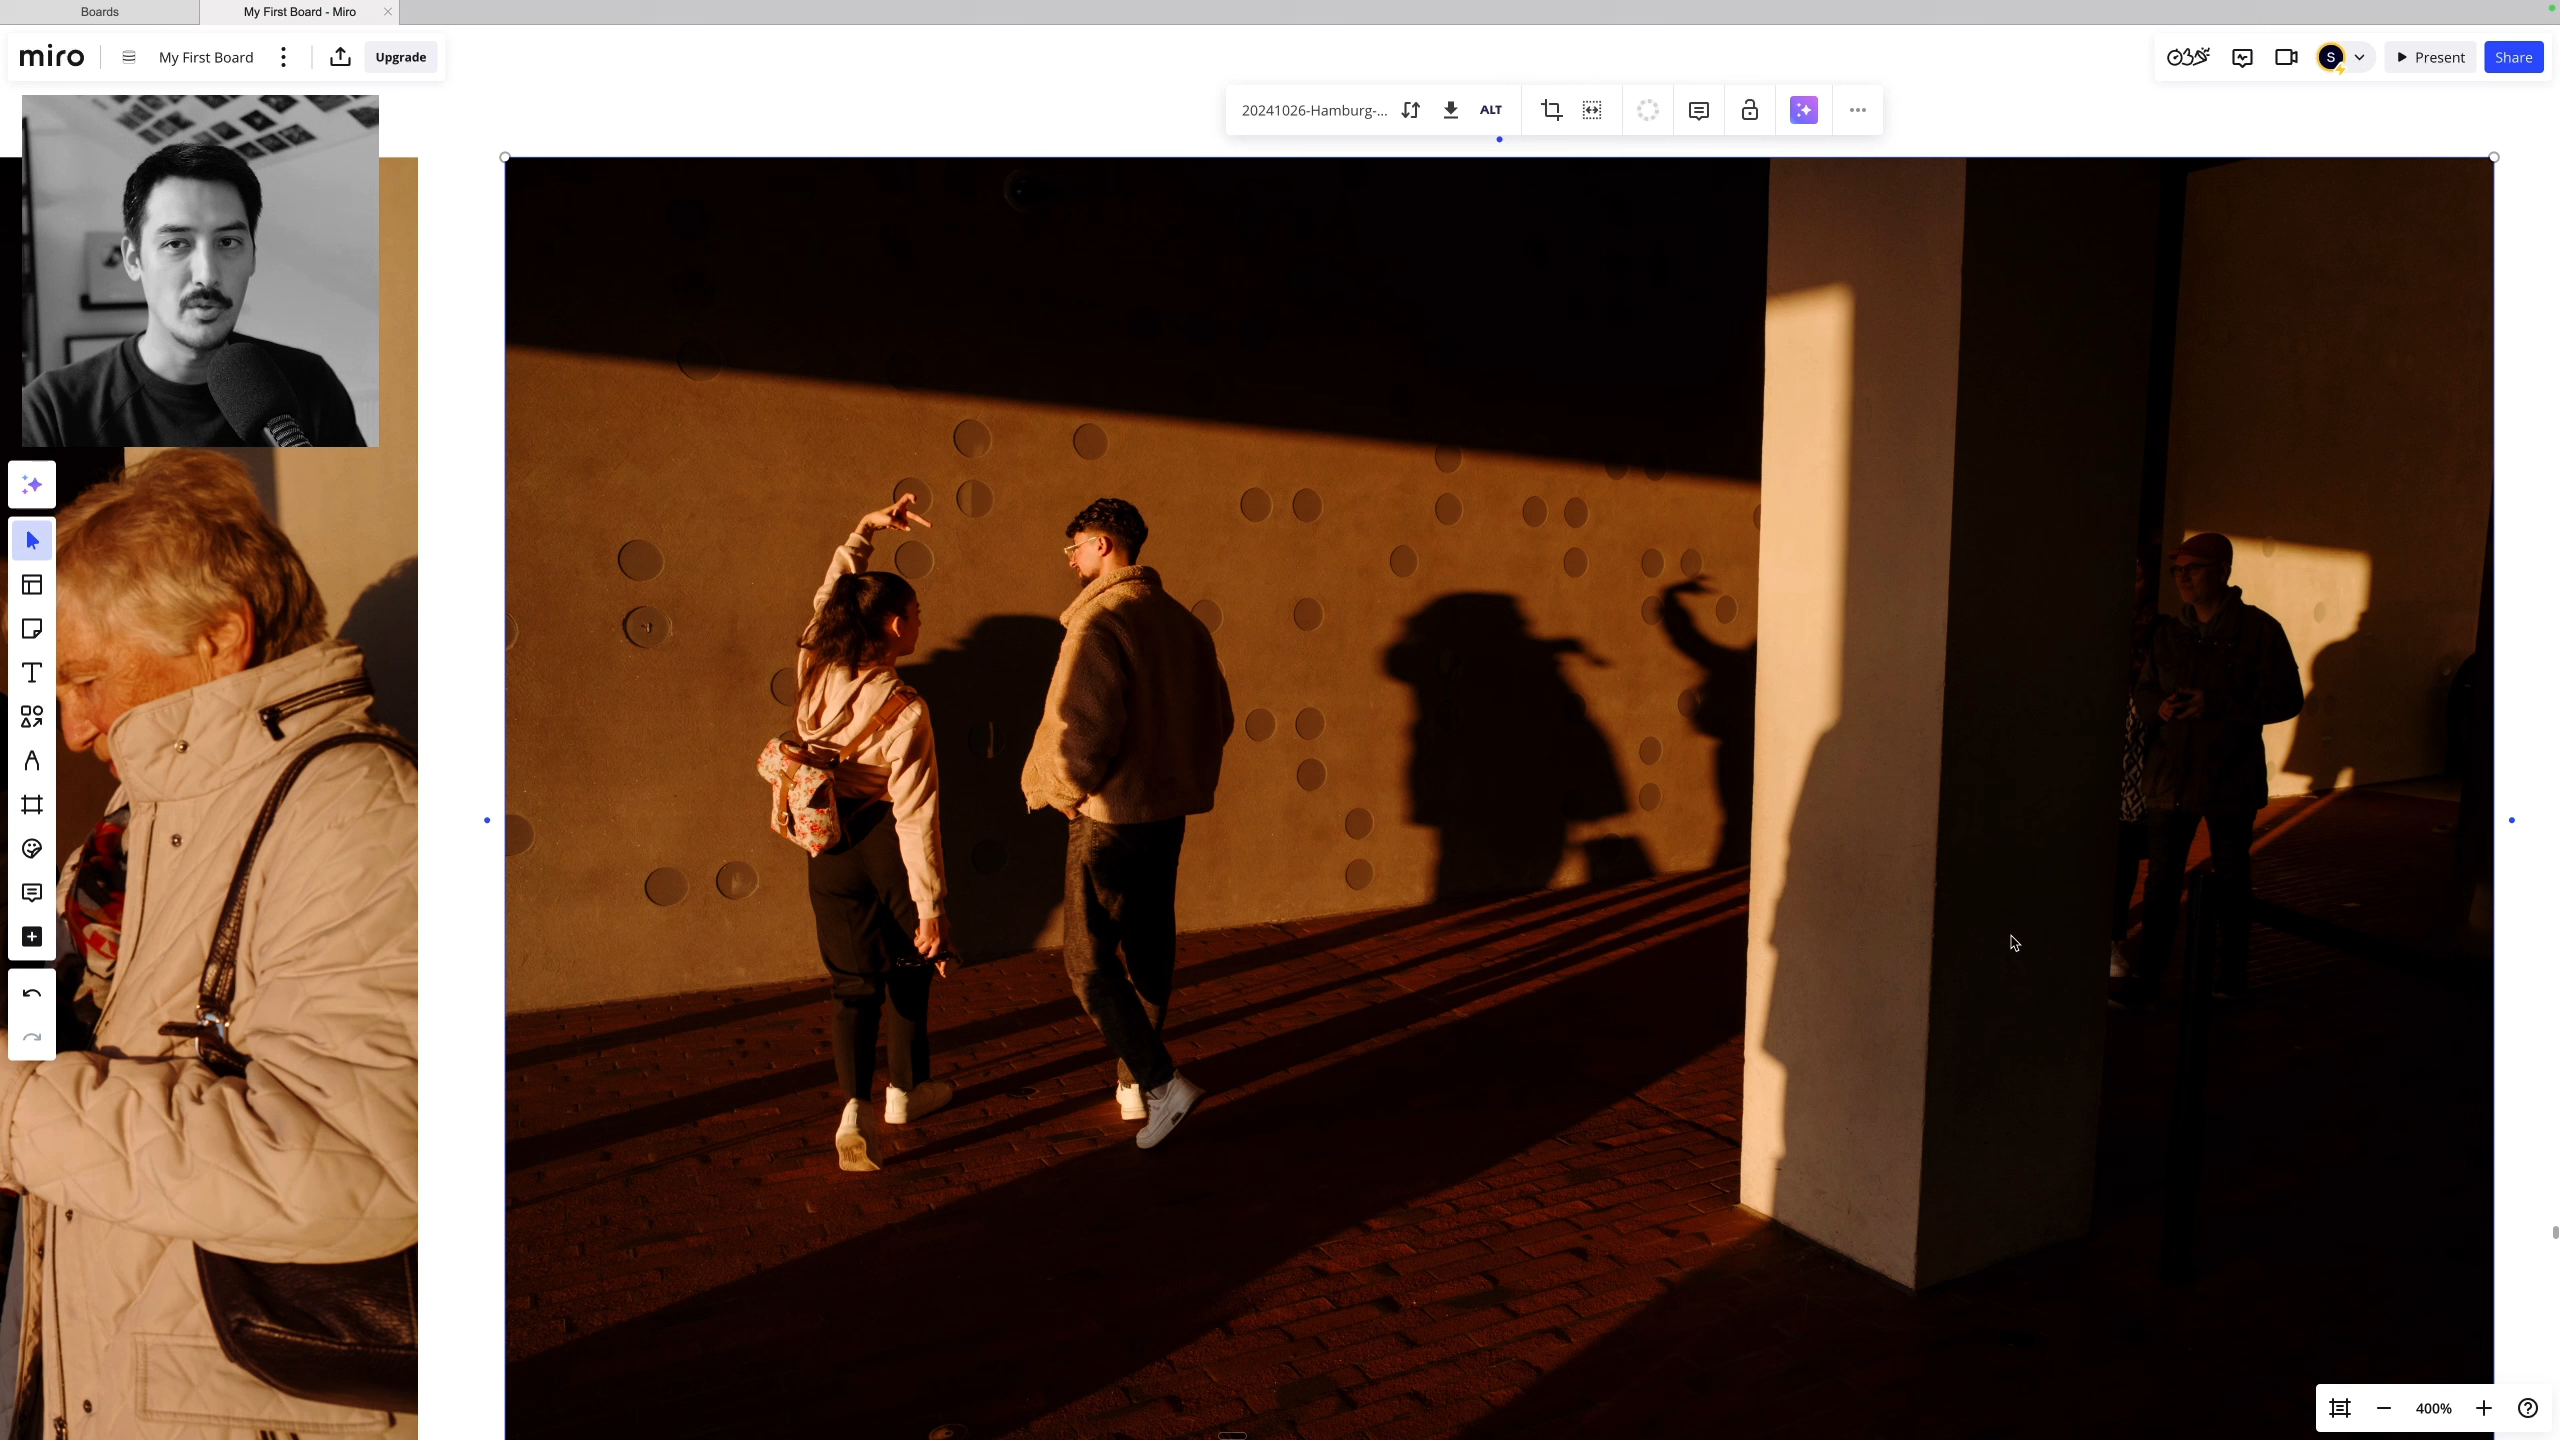 Boards
My First Board - Miro
miro
My First Board
Upgrade
S
Present
Share
20241026-Hamburg-...
ALT
400%